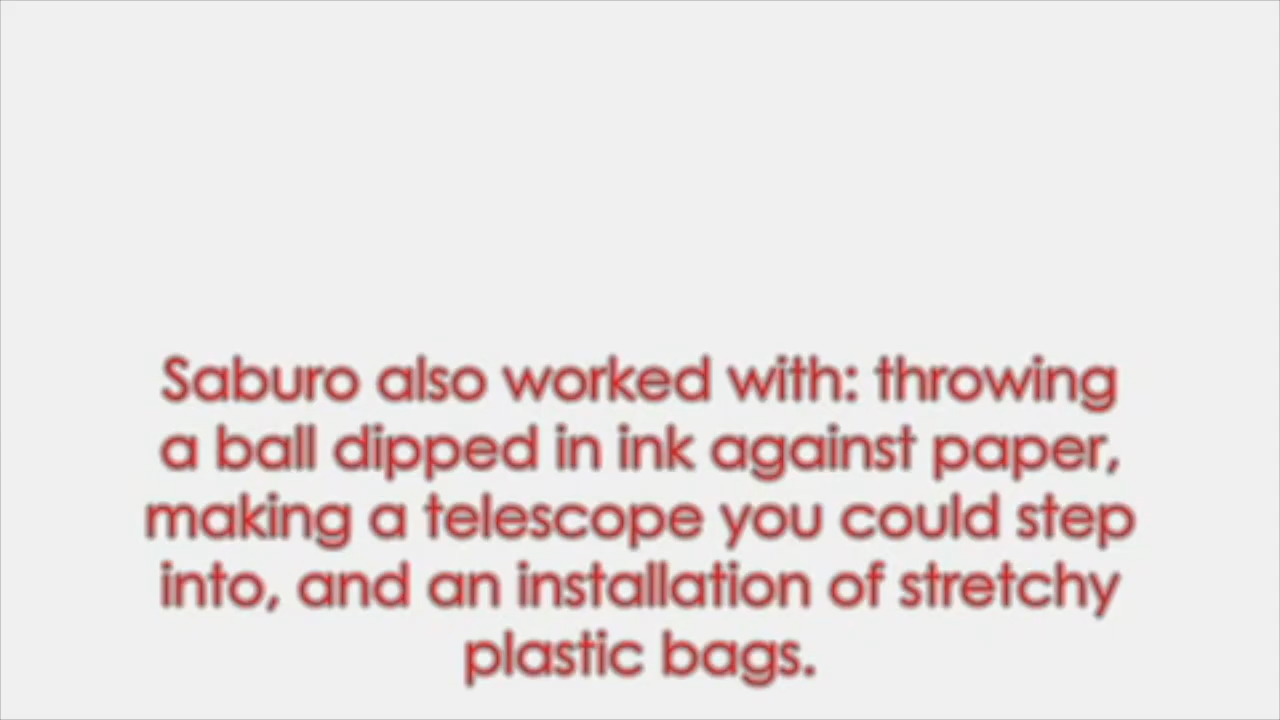 Saburo also worked with: throwing
a ball dipped in ink against paper,
making a telescope you could step
into, and an installation of stretchy
plastic bags.